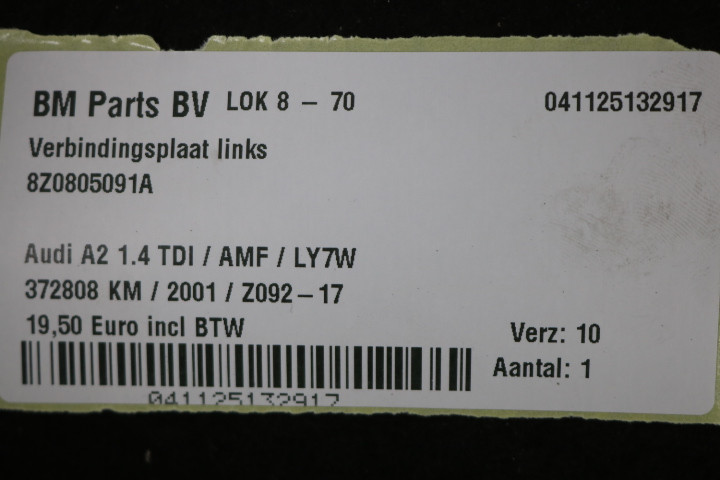 BM Parts BV LOK 8 – 70 041125132917
Verbindingsplaat links
8Z0805091A
Audi A2 1.4 TDI / AMF / LY7W
372808 KM / 2001 / Z092–17
19,50 Euro incl BTW
Verz: 10
Aantal: 1
041125132917